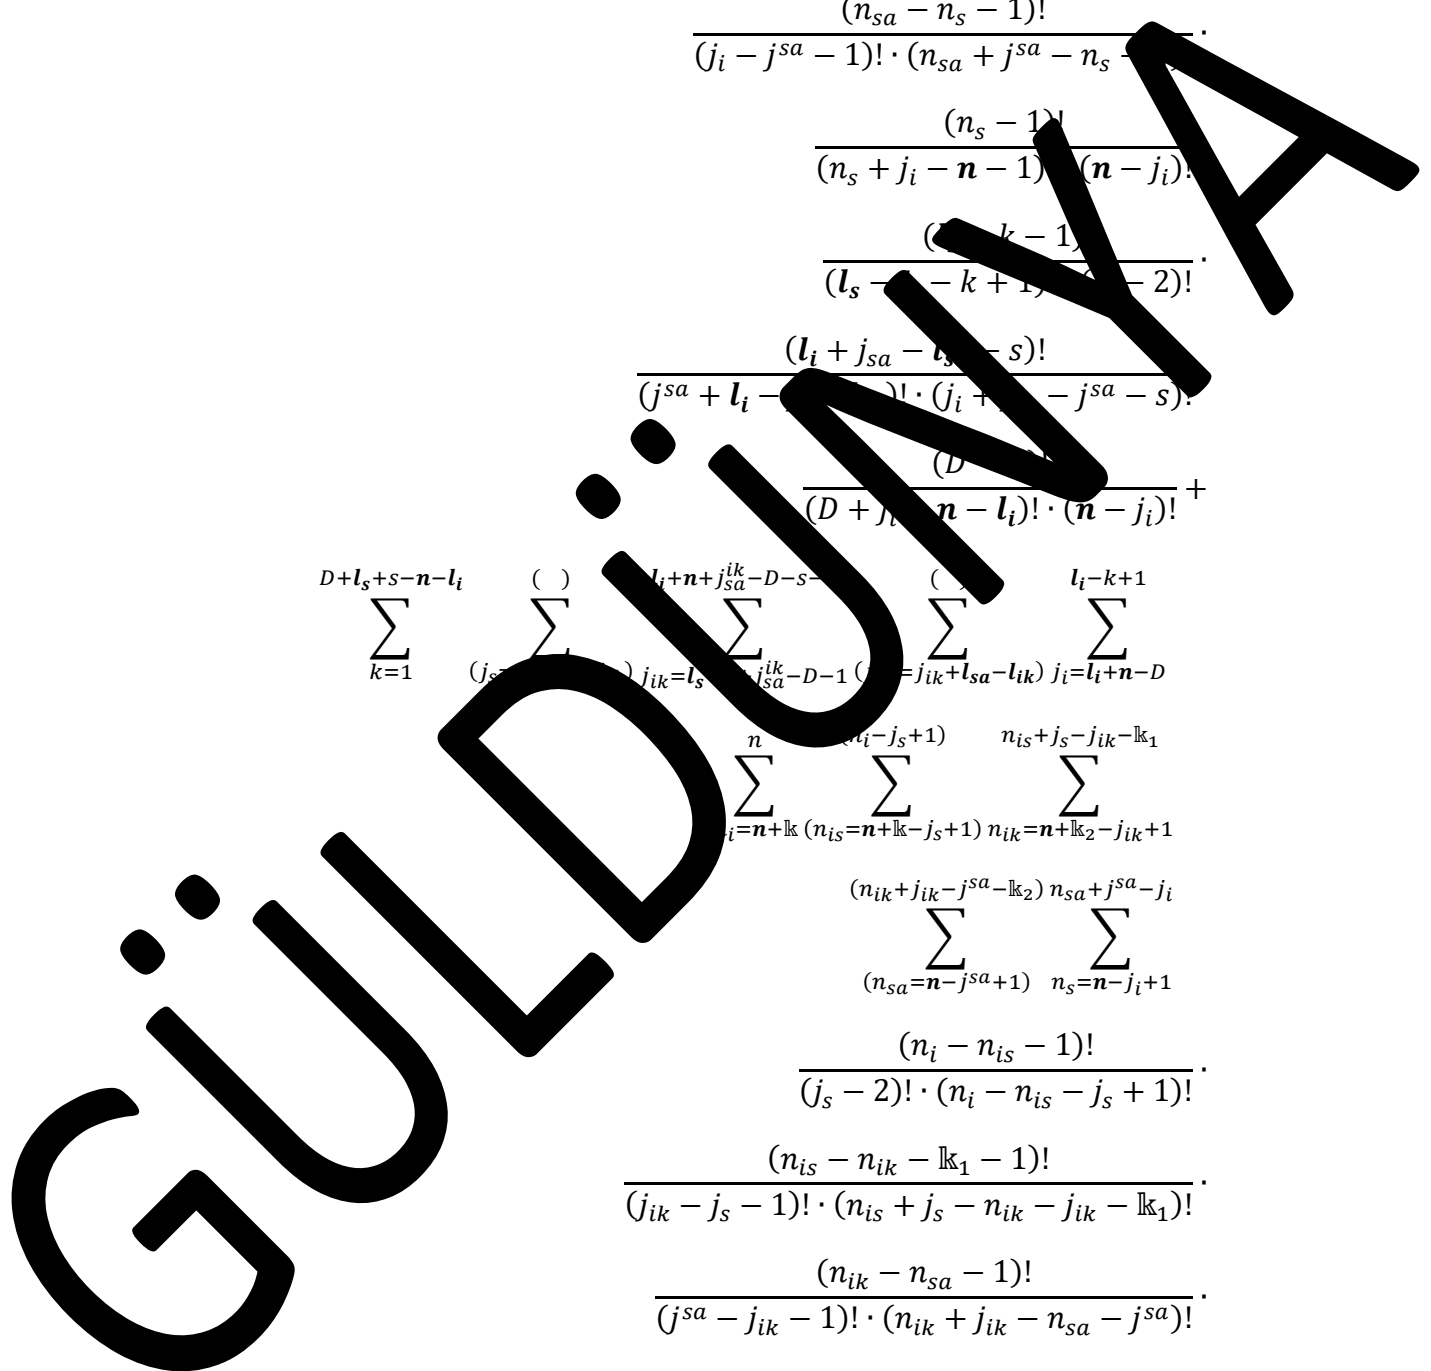 (n_{sa} − n_s − 1)!
(j_i − j^{sa} − 1)! · (n_{sa} + j^{sa} − n_s − ·
(n_s − 1)!
(n_s + j_i − n − 1) (n − j_i)!
( k − 1)
(l_s − − k + 1) − 2)! ·
(l_i + j_{sa} − − s)!
(j^{sa} + l_i − )! · (j_i + − j^{sa} − s)!
(D
(D + j_i n − l_i)! · (n − j_i)! +
D+l_s+s−n−l_i ( ) l_i+n+j_{sa}^{ik}−D−s− ( ) l_i−k+1
∑ ∑ ∑ ∑ ∑
k=1 (j_s ) j_{ik}=l_s j_{sa}^{ik}−D−1 ( =j_{ik}+l_{sa}−l_{ik}) j_i=l_i+n−D
n (n_i−j_s+1) n_{is}+j_s−j_{ik}−𝕜_1
∑ ∑ ∑
_i=n+𝕜 (n_{is}=n+𝕜−j_s+1) n_{ik}=n+𝕜_2−j_{ik}+1
(n_{ik}+j_{ik}−j^{sa}−𝕜_2) n_{sa}+j^{sa}−j_i
∑ ∑
(n_{sa}=n−j^{sa}+1) n_s=n−j_i+1
(n_i − n_{is} − 1)!
(j_s − 2)! · (n_i − n_{is} − j_s + 1)! ·
(n_{is} − n_{ik} − 𝕜_1 − 1)!
(j_{ik} − j_s − 1)! · (n_{is} + j_s − n_{ik} − j_{ik} − 𝕜_1)! ·
(n_{ik} − n_{sa} − 1)!
(j^{sa} − j_{ik} − 1)! · (n_{ik} + j_{ik} − n_{sa} − j^{sa})! ·
GÜLDÜNYA